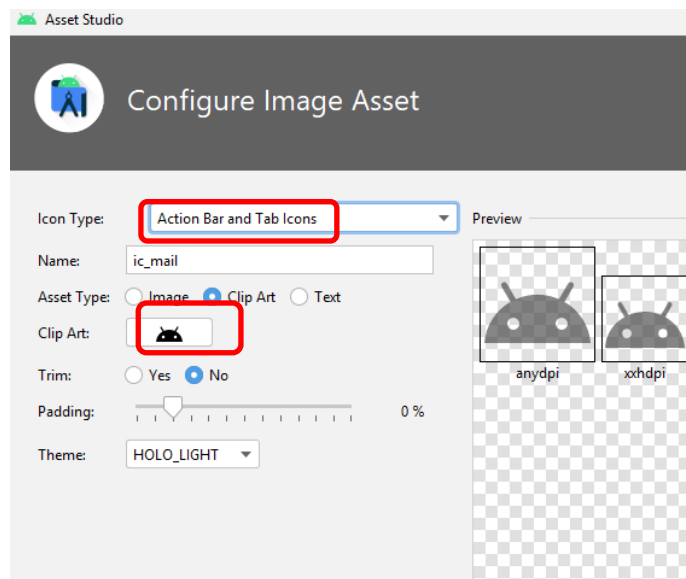 Asset Studio
Configure Image Asset
Icon Type: Action Bar and Tab Icons
Preview
Name: ic_mail
Asset Type: Image Clip Art Text
Clip Art:
anydpi xxhdpi
Trim: Yes No
Padding: 0 %
Theme: HOLO_LIGHT